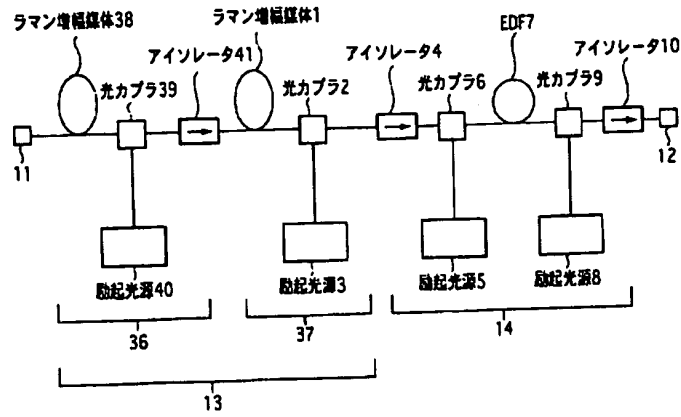 ラマン増幅媒体38
ラマン増幅媒体1
EDF7
アイソレータ41
アイソレータ4
アイソレータ10
光カプラ39
光カプラ2
光カプラ6
光カプラ9
11
12
励起光源40
励起光源3
励起光源5
励起光源8
36
37
14
13